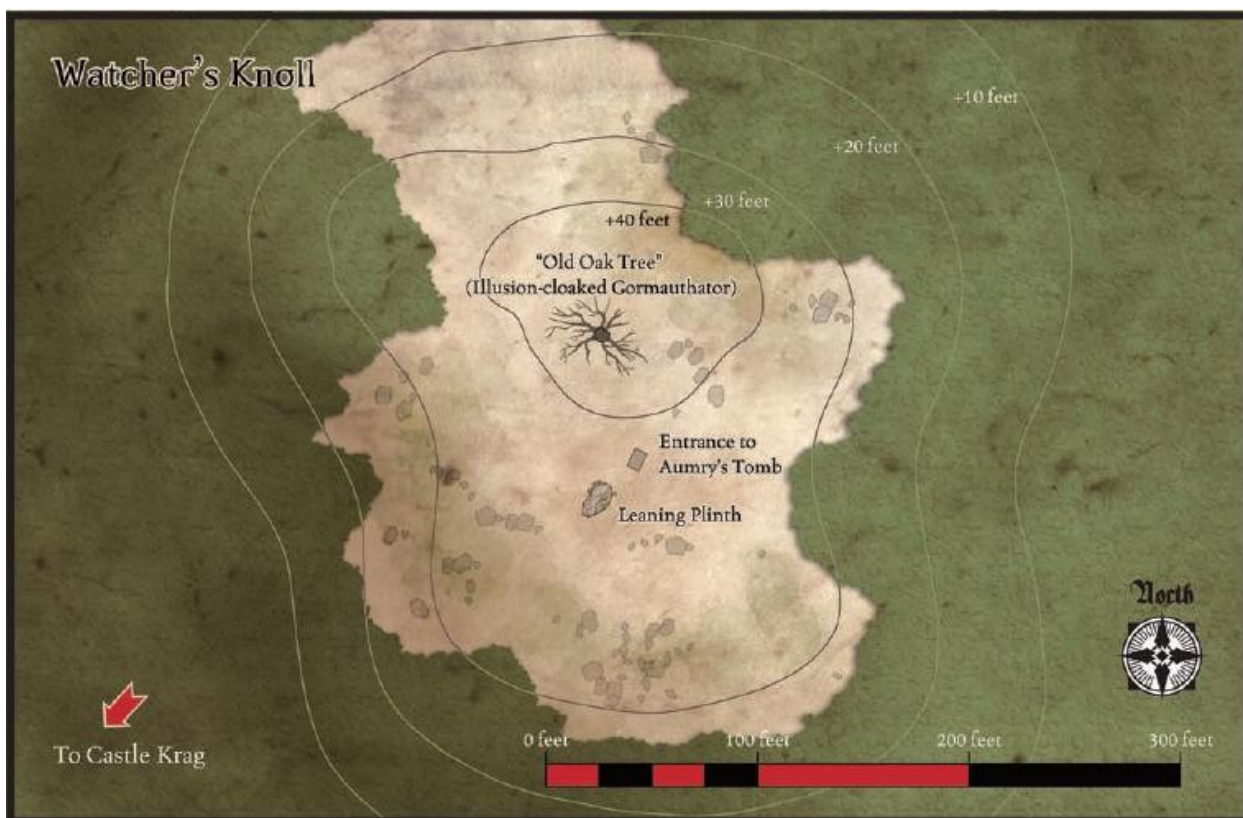 Watcher's Knoll
+10 feet
+20 feet
+30 feet
+40 feet
"Old Oak Tree"
(Illusion-cloaked Gormauthator)
Entrance to
Aumry's Tomb
Leaning Plinth
North
To Castle Krag
0 feet
100 feet
200 feet
300 feet